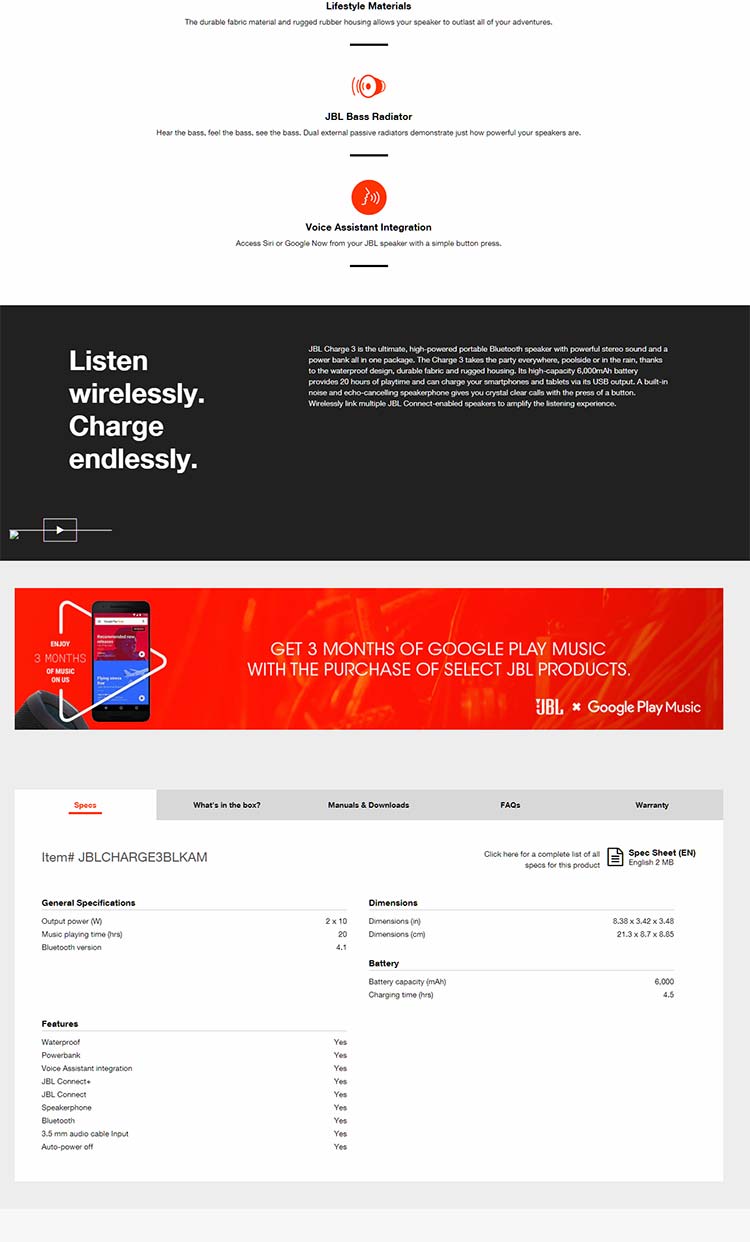 Lifestyle Materials
The durable fabric material and rugged rubber housing allows your speaker to outlast all of your adventures.
JBL Bass Radiator
Hear the bass, feel the bass, see the bass. Dual external passive radiators demonstrate just how powerful your speakers are.
Voice Assistant Integration
Access Siri or Google Now from your JBL speaker with a simple button press.
Listen
wirelessly.
Charge
endlessly.
JBL Charge 3 is the ultimate, high-powered portable Bluetooth speaker with powerful stereo sound and a
power bank all in one package. The Charge 3 takes the party everywhere, poolside or in the rain, thanks
to the waterproof design, durable fabric and rugged housing. Its high-capacity 6,000mAh battery
provides 20 hours of playtime and can charge your smartphones and tablets via its USB output. A built-in
noise and echo-cancelling speakerphone gives you crystal clear calls with the press of a button.
Wirelessly link multiple JBL Connect-enabled speakers to amplify the listening experience.
ENJOY
3 MONTHS
OF MUSIC
ON US
Recommended new
releases
Flying stress
free
GET 3 MONTHS OF GOOGLE PLAY MUSIC
WITH THE PURCHASE OF SELECT JBL PRODUCTS.
JBL × Google Play Music
Specs What's in the box? Manuals & Downloads FAQs Warranty
Item# JBLCHARGE3BLKAM
Click here for a complete list of all
specs for this product
Spec Sheet (EN)
English 2 MB
General Specifications
Output power (W) 2 x 10
Music playing time (hrs) 20
Bluetooth version 4.1
Dimensions
Dimensions (in) 8.38 x 3.42 x 3.48
Dimensions (cm) 21.3 x 8.7 x 8.85
Battery
Battery capacity (mAh) 6,000
Charging time (hrs) 4.5
Features
Waterproof Yes
Powerbank Yes
Voice Assistant integration Yes
JBL Connect+ Yes
JBL Connect Yes
Speakerphone Yes
Bluetooth Yes
3.5 mm audio cable Input Yes
Auto-power off Yes